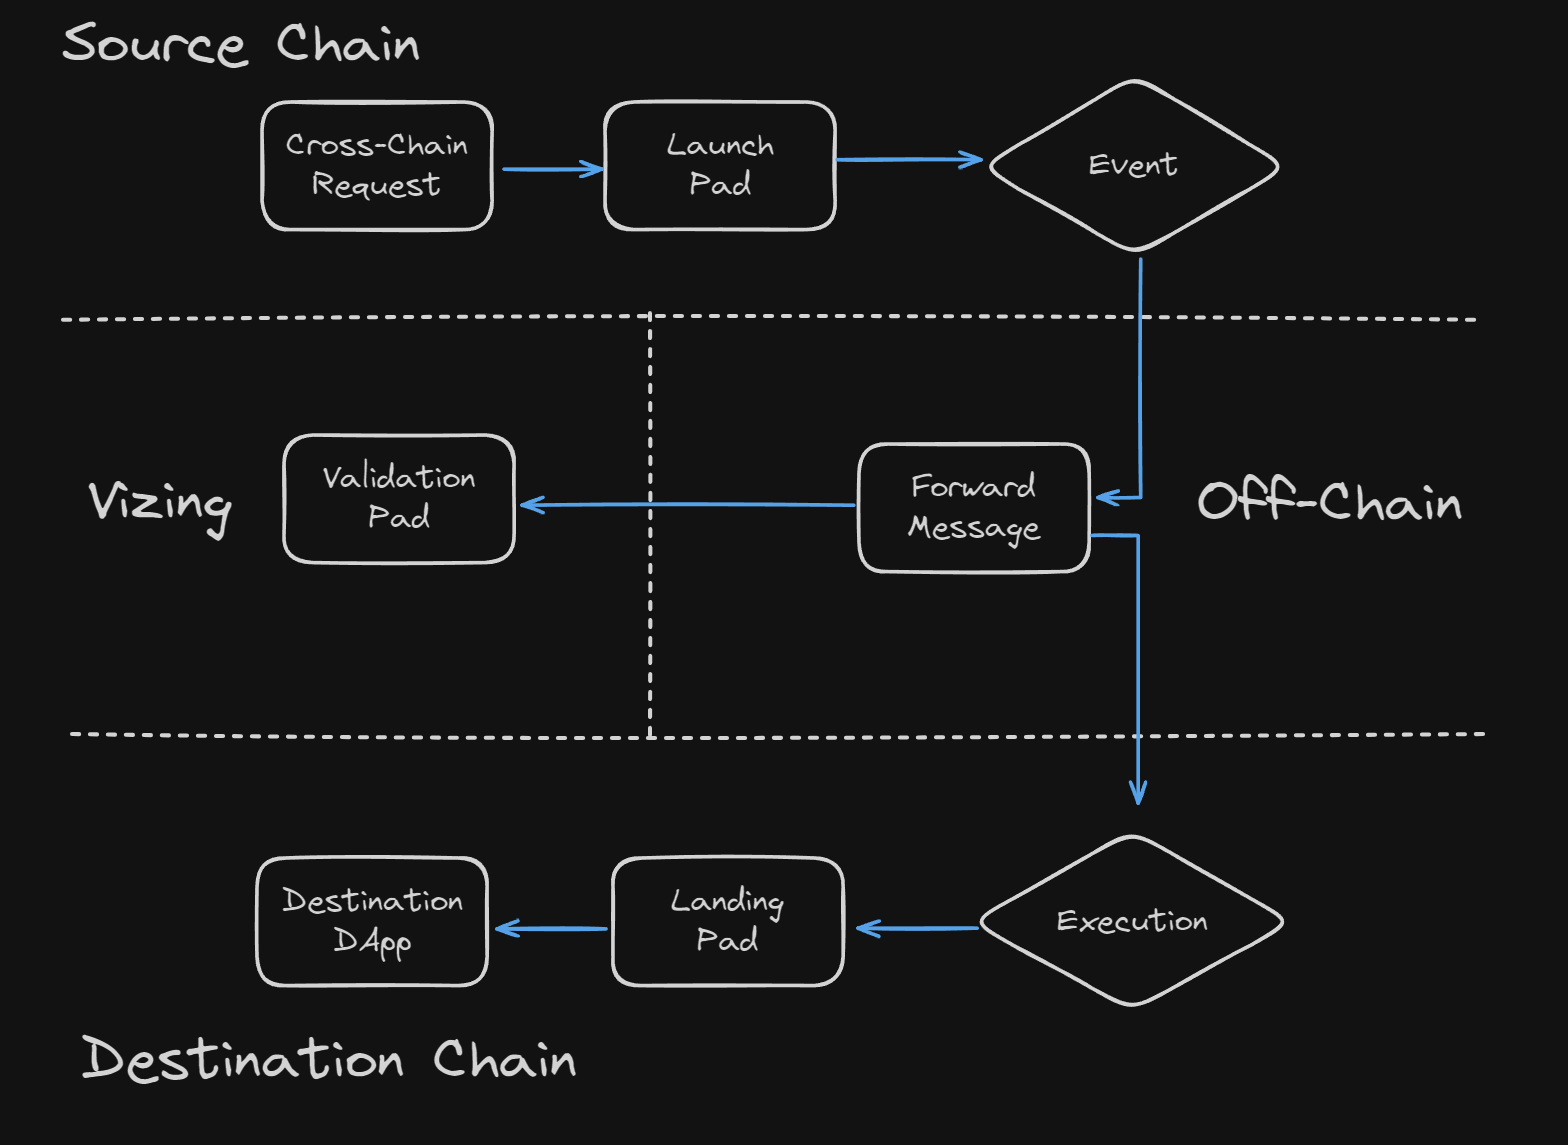 Source Chain
Cross-Chain
Request
Launch
Pad
Event
Vizing
Validation
Pad
Forward
Message
Off-Chain
Destination
DApp
Landing
Pad
Execution
Destination Chain